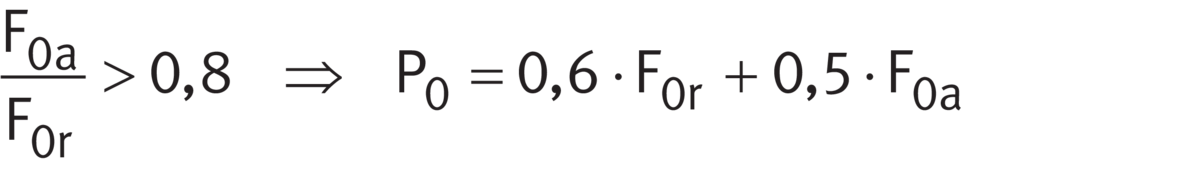 F0a/F0r > 0,8 ⇒ P0 = 0,6 · F0r + 0,5 · F0a